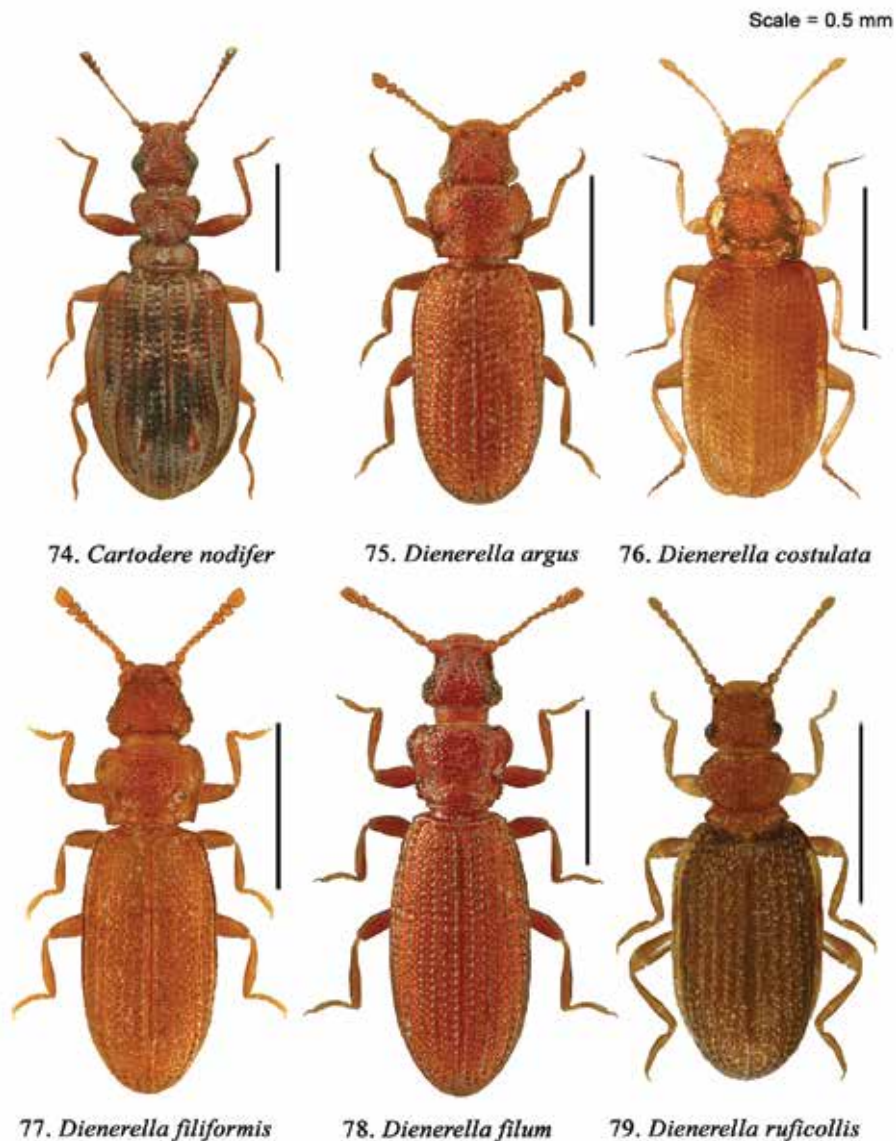 Scale = 0.5 mm
74. Cartodere nodifer
75. Dienerella argus
76. Dienerella costulata
77. Dienerella filiformis
78. Dienerella filum
79. Dienerella ruficollis